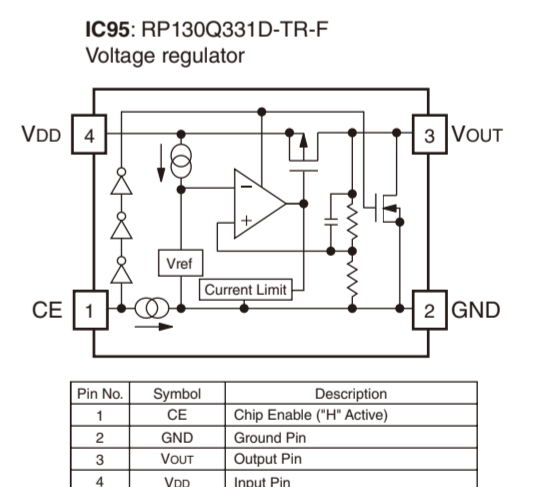 IC95: RP130Q331D-TR-F
Voltage regulator
VDD 4
3 VOUT
−
+
Vref
Current Limit
CE 1
2 GND
Pin No. Symbol Description
1 CE Chip Enable ("H" Active)
2 GND Ground Pin
3 VOUT Output Pin
4 VDD Input Pin